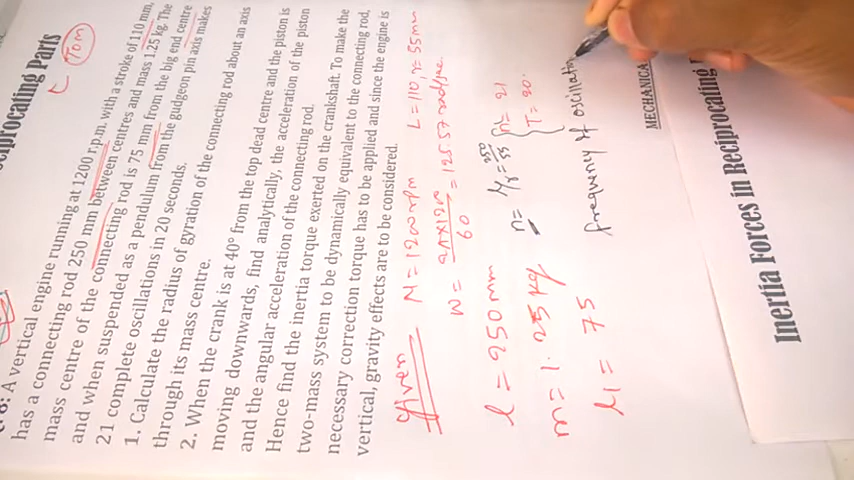 ciprocating Parts
Tom
: A vertical engine running at 1200 r.p.m. with a stroke of 110 mm,
has a connecting rod 250 mm between centres and mass 1.25 kg. The
mass centre of the connecting rod is 75 mm from the big end centre
and when suspended as a pendulum from the gudgeon pin axis makes
21 complete oscillations in 20 seconds.
1. Calculate the radius of gyration of the connecting rod about an axis
through its mass centre.
2. When the crank is at 40° from the top dead centre and the piston is
moving downwards, find analytically, the acceleration of the piston
and the angular acceleration of the connecting rod.
Hence find the inertia torque exerted on the crankshaft. To make the
two-mass system to be dynamically equivalent to the connecting rod,
necessary correction torque has to be applied and since the engine is
vertical, gravity effects are to be considered.
Given N = 1200 rpm L = 110, r = 55 mm
W = 2π×120 / 60 = 125.57 rad/sec.
l = 250 mm n = l/r = 250/55 n = 21
m = 1.25 kg T = 20.
l1 = 75 frequency of oscillation
MECHANICA
Inertia Forces in Reciprocating